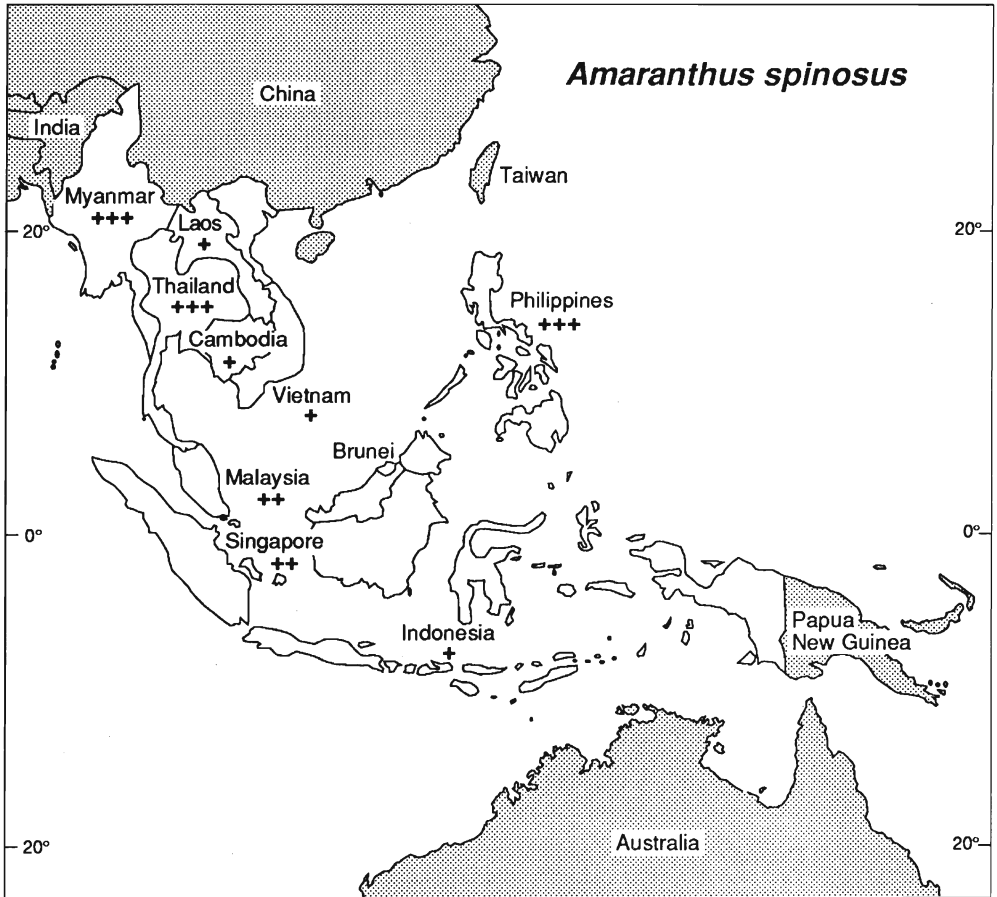 Amaranthus spinosus
China
India
Taiwan
Myanmar
+++
Laos
+
20°
20°
Thailand
+++
Philippines
+++
Cambodia
+
Vietnam
+
Brunei
Malaysia
++
0°
0°
Singapore
++
Indonesia
+
Papua
New Guinea
Australia
20°
20°